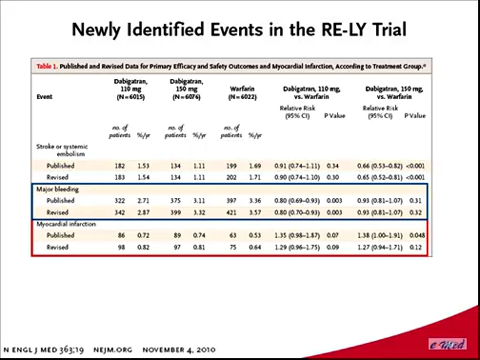 Newly Identified Events in the RE-LY Trial
Table 1. Published and Revised Data for Primary Efficacy and Safety Outcomes and Myocardial Infarction, According to Treatment Group.*
Event Dabigatran, 110 mg (N=6015) Dabigatran, 150 mg (N=6076) Warfarin (N=6022) Dabigatran, 110 mg, vs. Warfarin Dabigatran, 150 mg, vs. Warfarin
Relative Risk (95% CI) P Value Relative Risk (95% CI) P Value
no. of patients %/yr no. of patients %/yr no. of patients %/yr
Stroke or systemic embolism
Published 182 1.53 134 1.11 199 1.69 0.91 (0.74–1.11) 0.34 0.66 (0.53–0.82) <0.001
Revised 183 1.54 134 1.11 202 1.71 0.90 (0.74–1.10) 0.30 0.65 (0.52–0.81) <0.001
Major bleeding
Published 322 2.71 375 3.11 397 3.36 0.80 (0.69–0.93) 0.003 0.93 (0.81–1.07) 0.31
Revised 342 2.87 399 3.32 421 3.57 0.80 (0.70–0.93) 0.003 0.93 (0.81–1.07) 0.32
Myocardial infarction
Published 86 0.72 89 0.74 63 0.53 1.35 (0.98–1.87) 0.07 1.38 (1.00–1.91) 0.048
Revised 98 0.82 97 0.81 75 0.64 1.29 (0.96–1.75) 0.09 1.27 (0.94–1.71) 0.12
N ENGL J MED 363;19 NEJM.ORG NOVEMBER 4, 2010
e Med